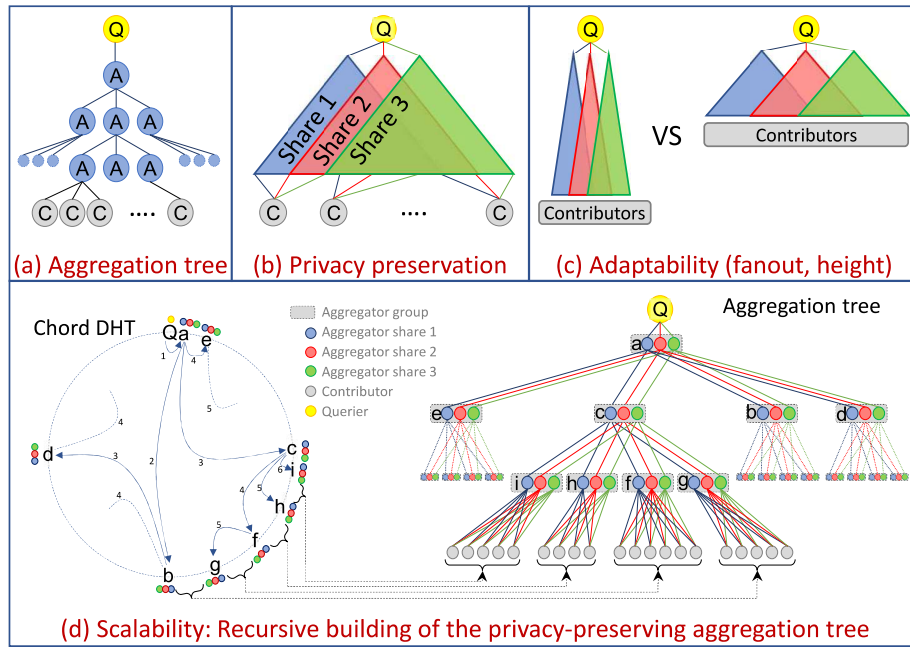 Q
A
A A A
A A A
C C C .... C
(a) Aggregation tree
Q
Share 1
Share 2
Share 3
C C .... C
(b) Privacy preservation
Q Q
VS
Contributors
Contributors
(c) Adaptability (fanout, height)
Chord DHT
Q a e
1 4
5
4
d 3 2 3 c
6 i
4 5 h
5 f
g
b
Aggregator group
Aggregator share 1
Aggregator share 2
Aggregator share 3
Contributor
Querier
Aggregation tree
Q
a
e c b d
i h f g
(d) Scalability: Recursive building of the privacy-preserving aggregation tree